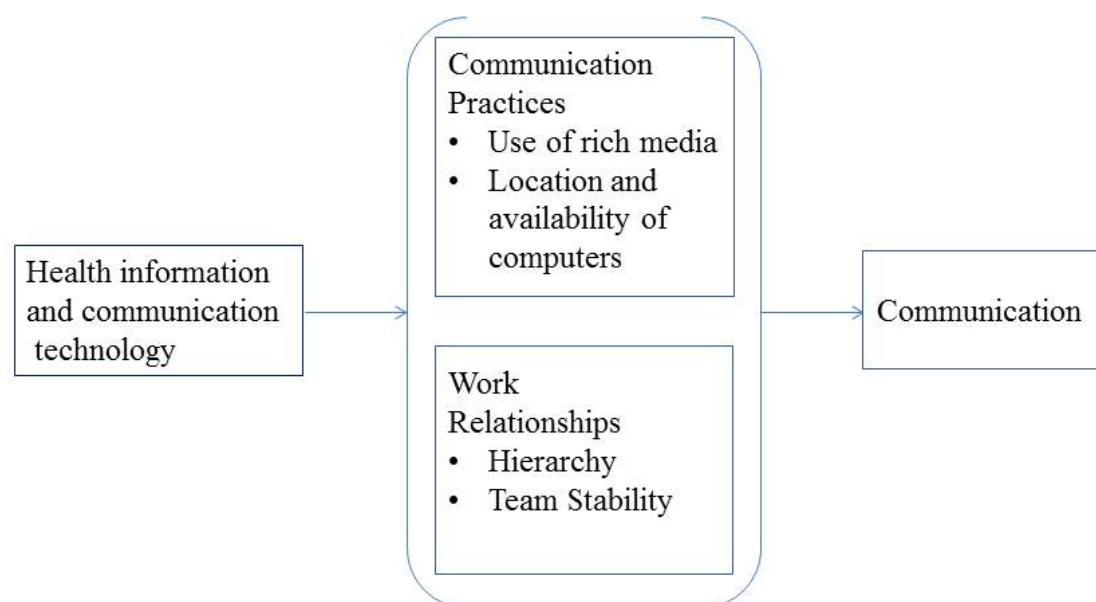 Health information
and communication
technology
Communication
Practices
• Use of rich media
• Location and
availability of
computers
Work
Relationships
• Hierarchy
• Team Stability
Communication